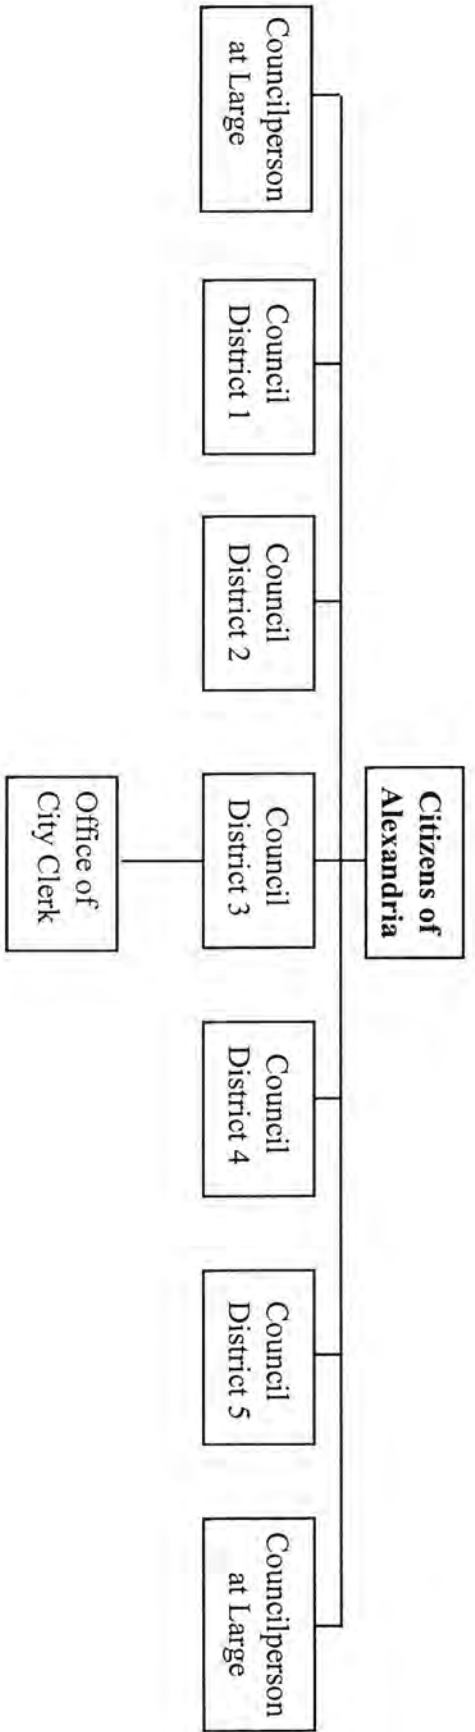 Citizens of
Alexandria
Councilperson
at Large
Council
District 1
Council
District 2
Council
District 3
Council
District 4
Council
District 5
Councilperson
at Large
Office of
City Clerk